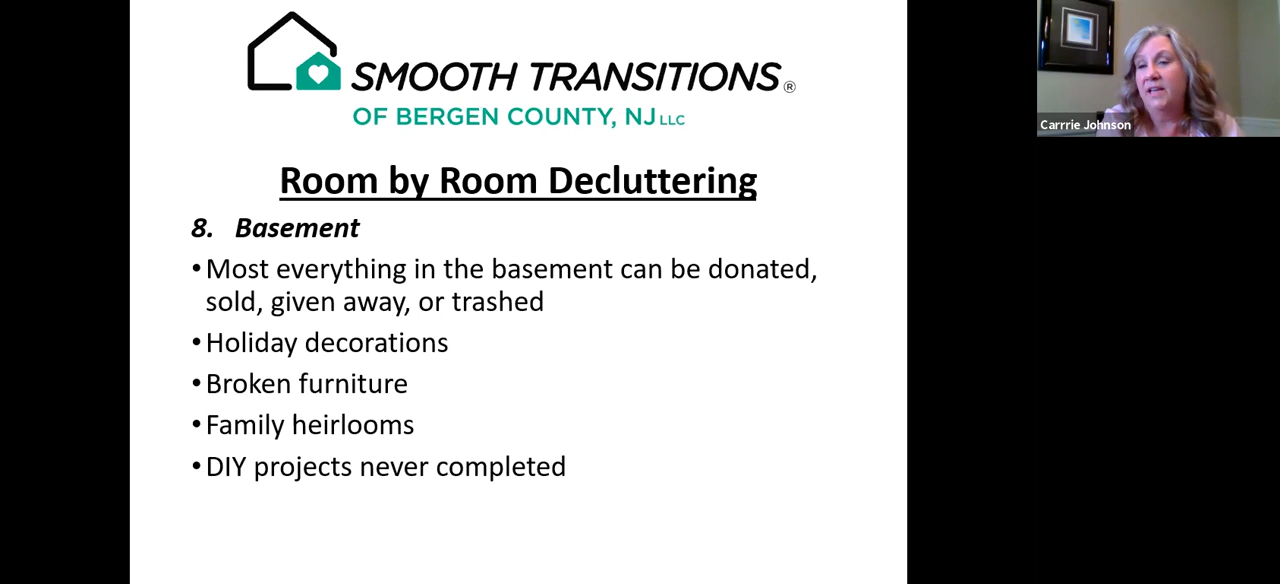 SMOOTH TRANSITIONS®
OF BERGEN COUNTY, NJ LLC
Carrrie Johnson
Room by Room Decluttering
8. Basement
•Most everything in the basement can be donated,
sold, given away, or trashed
•Holiday decorations
•Broken furniture
•Family heirlooms
•DIY projects never completed